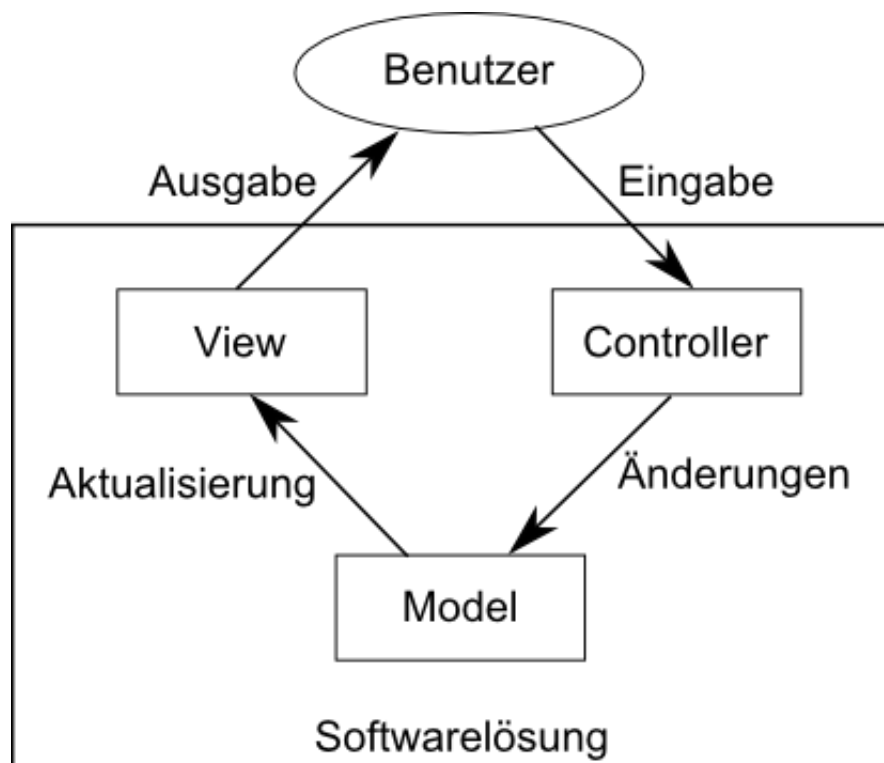 Benutzer
Ausgabe
Eingabe
View
Controller
Aktualisierung
Änderungen
Model
Softwarelösung